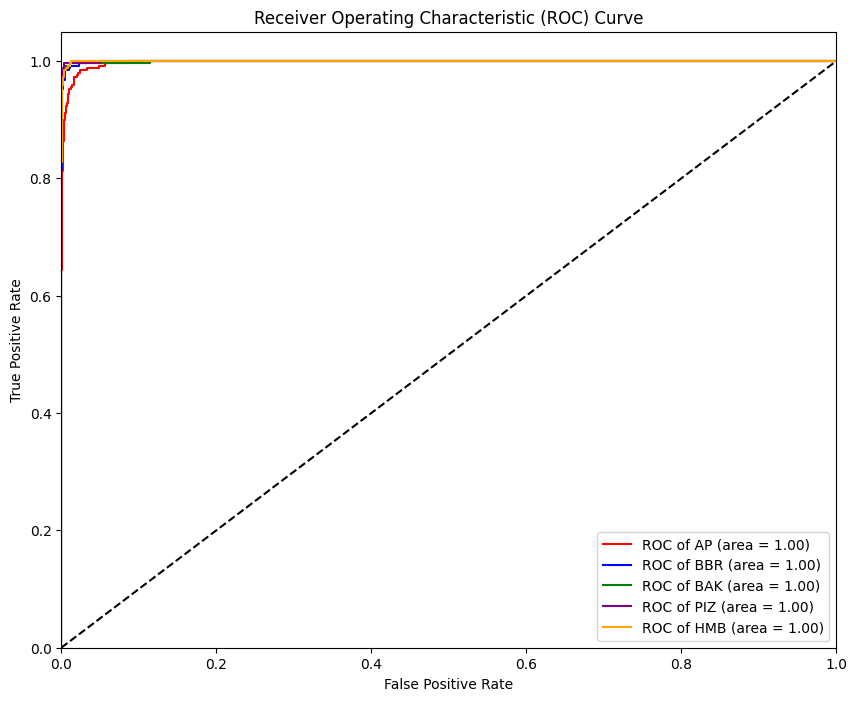 Receiver Operating Characteristic (ROC) Curve
True Positive Rate
1.0
0.8
0.6
0.4
0.2
0.0
ROC of AP (area = 1.00)
ROC of BBR (area = 1.00)
ROC of BAK (area = 1.00)
ROC of PIZ (area = 1.00)
ROC of HMB (area = 1.00)
0.0 0.2 0.4 0.6 0.8 1.0
False Positive Rate